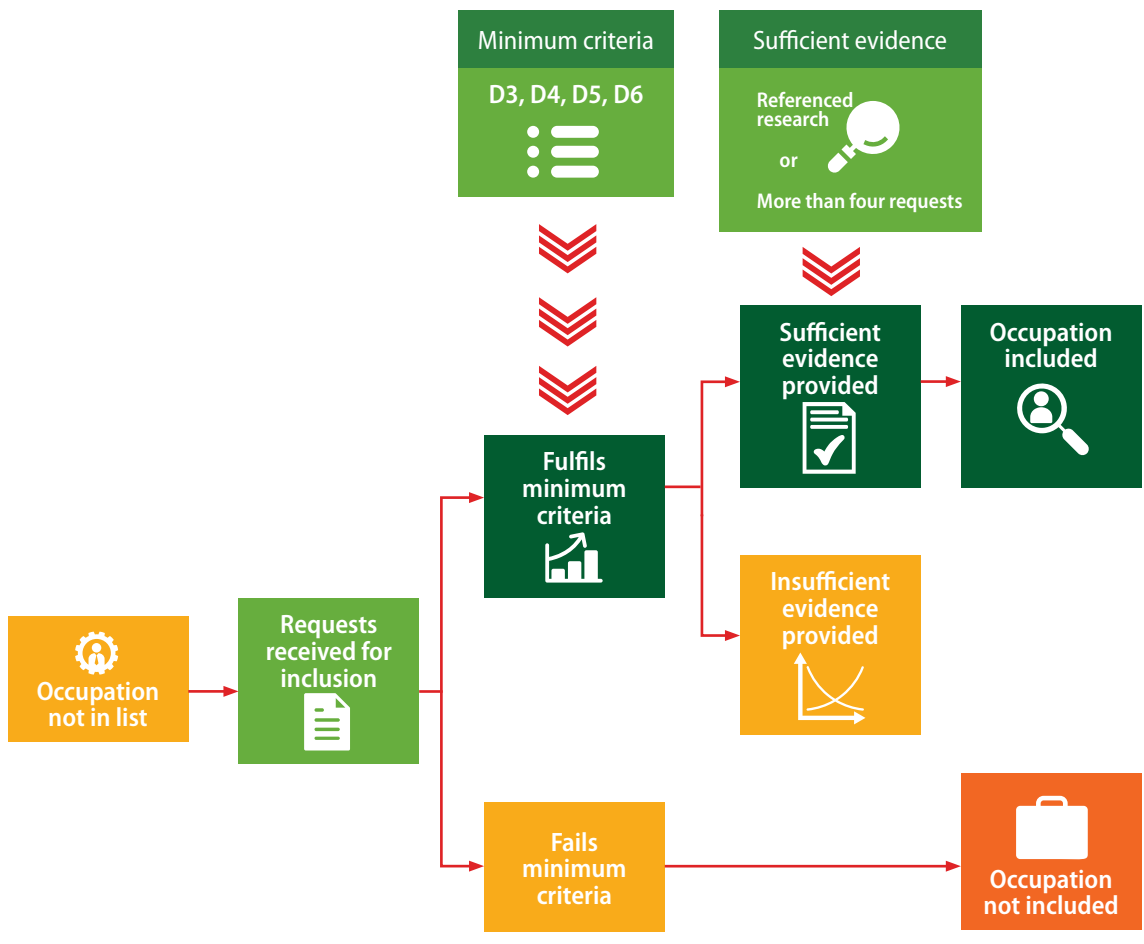 Minimum criteria
D3, D4, D5, D6
Sufficient evidence
Referenced
research
or
More than four requests
Sufficient
evidence
provided
Occupation
included
Fulfils
minimum
criteria
Insufficient
evidence
provided
Requests
received for
inclusion
Occupation
not in list
Fails
minimum
criteria
Occupation
not included